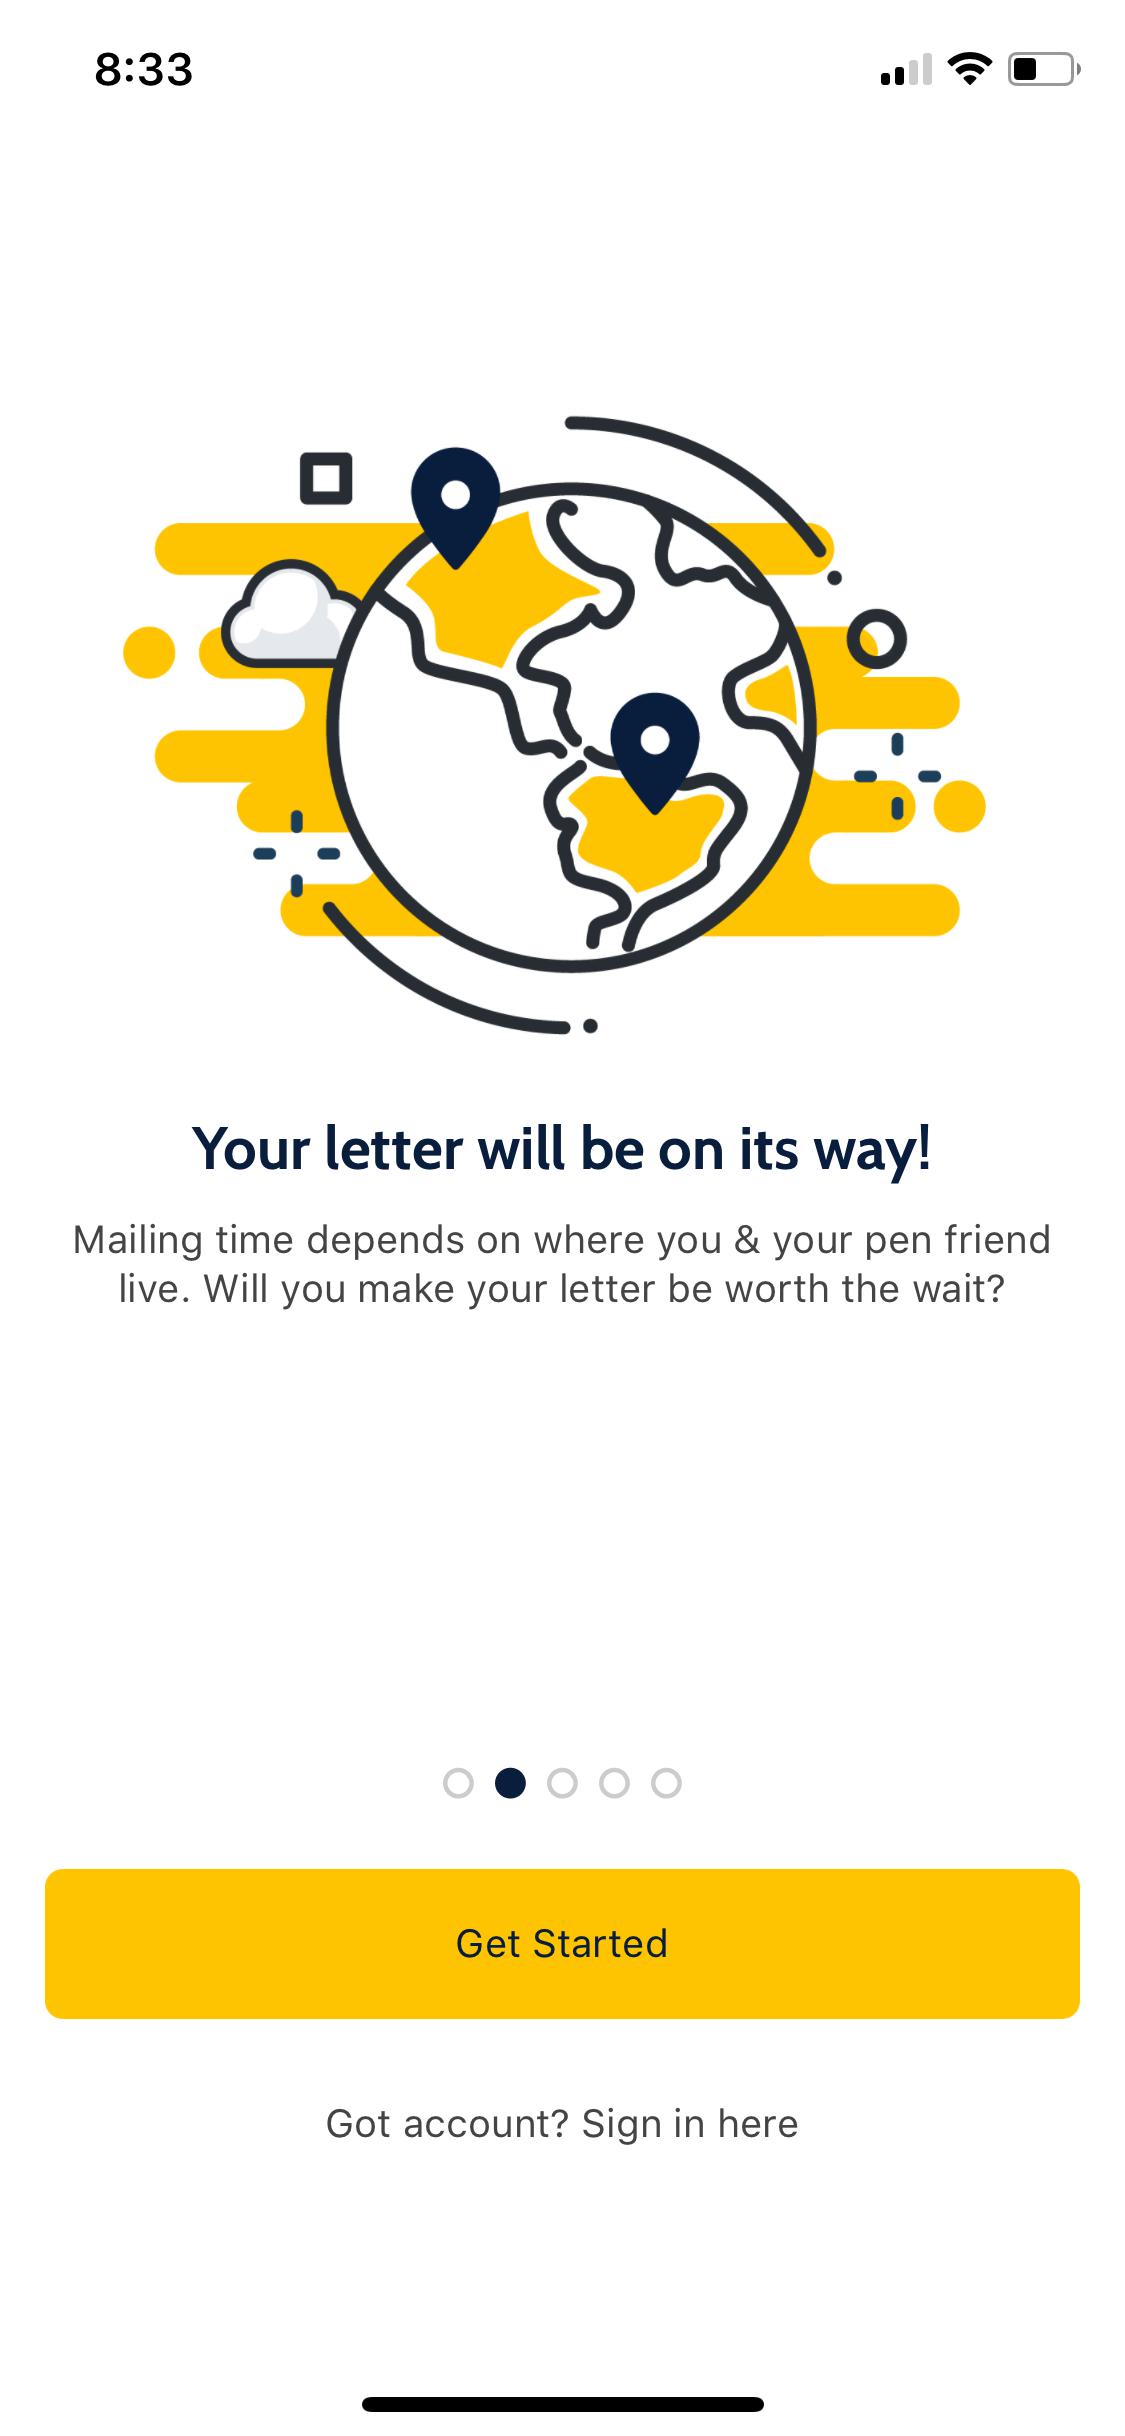 8:33
Your letter will be on its way!
Mailing time depends on where you & your pen friend
live. Will you make your letter be worth the wait?
Get Started
Got account? Sign in here